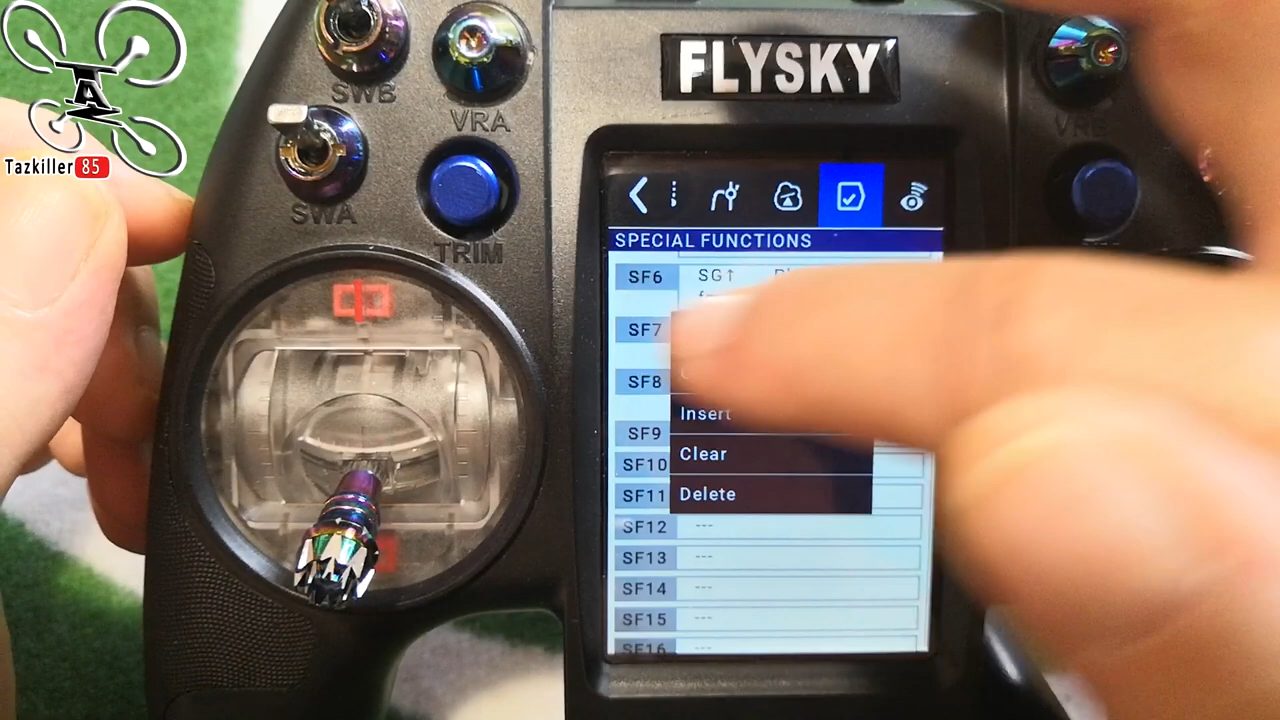 A
Tazkiller 85
SWB
VRA
SWA
TRIM
FLYSKY
SPECIAL FUNCTIONS
SF6 SG↑
SF7
SF8
Insert
SF9
Clear
SF10
SF11
Delete
SF12 ---
SF13 ---
SF14 ---
SF15 ---
SF16 ---